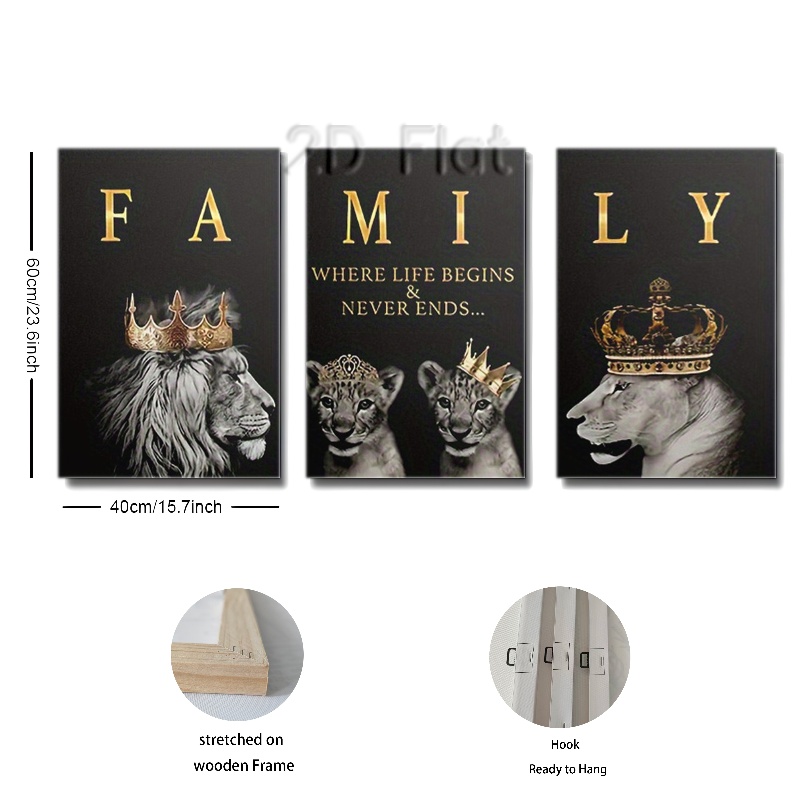 2D Flat
F A M I L Y
WHERE LIFE BEGINS
&
NEVER ENDS...
60cm/23.6inch
40cm/15.7inch
stretched on
wooden Frame
Hook
Ready to Hang